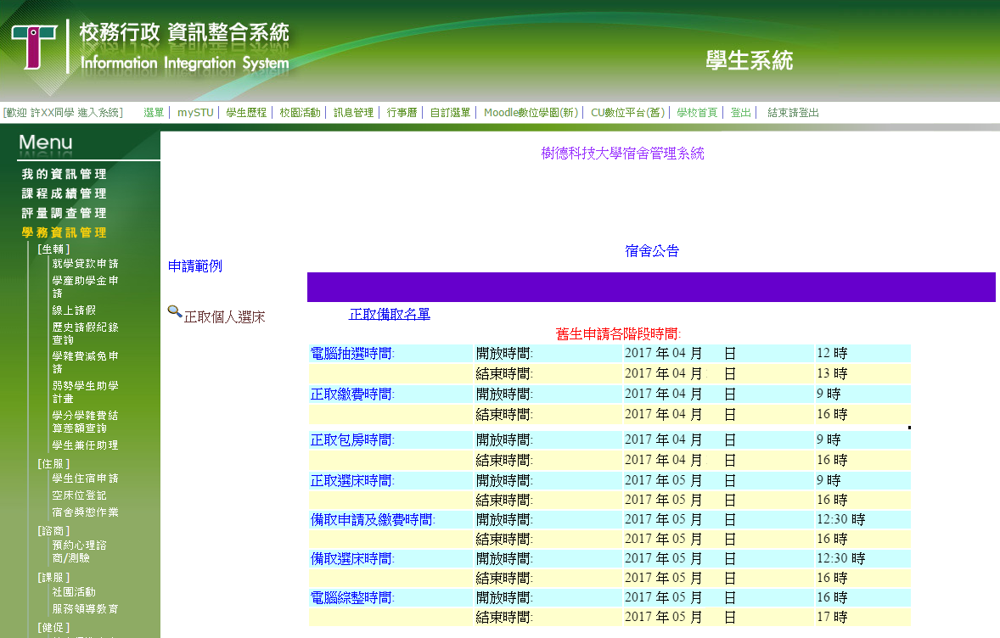 校務行政 資訊整合系統
Information Integration System
學生系統
[歡迎 許XX同學 進入系統] 選單 | mySTU | 學生歷程 | 校園活動 | 訊息管理 | 行事曆 | 自訂選單 | Moodle數位學園(新) | CU數位平台(舊) | 學校首頁 | 登出 | 結束請登出
Menu
我的資訊管理
課程成績管理
評量調查管理
學務資訊管理
[生輔]
就學貸款申請
學產助學金申
請
線上請假
歷史請假紀錄
查詢
學雜費減免申
請
弱勢學生助學
計畫
學分學雜費結
算差額查詢
學生兼任助理
[住服]
學生住宿申請
空床位登記
宿舍獎懲作業
[諮商]
預約心理諮
商/測驗
[課服]
社團活動
服務領導教育
[健促]
樹德科技大學宿舍管理系統
申請範例
正取個人選床
宿舍公告
正取備取名單
舊生申請各階段時間:
電腦抽選時間: 開放時間: 2017 年 04 月 日 12 時
結束時間: 2017 年 04 月 日 13 時
正取繳費時間: 開放時間: 2017 年 04 月 日 9 時
結束時間: 2017 年 04 月 日 16 時
正取包房時間: 開放時間: 2017 年 04 月 日 9 時
結束時間: 2017 年 04 月 日 16 時
正取選床時間: 開放時間: 2017 年 05 月 日 9 時
結束時間: 2017 年 05 月 日 16 時
備取申請及繳費時間: 開放時間: 2017 年 05 月 日 12:30 時
結束時間: 2017 年 05 月 日 16 時
備取選床時間: 開放時間: 2017 年 05 月 日 12:30 時
結束時間: 2017 年 05 月 日 16 時
電腦綜整時間: 開放時間: 2017 年 05 月 日 16 時
結束時間: 2017 年 05 月 日 17 時